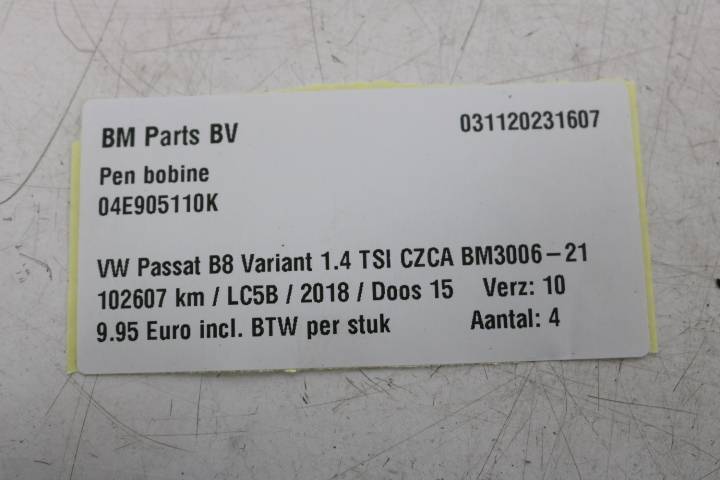 BM Parts BV 031120231607
Pen bobine
04E905110K
VW Passat B8 Variant 1.4 TSI CZCA BM3006-21
102607 km / LC5B / 2018 / Doos 15 Verz: 10
9.95 Euro incl. BTW per stuk Aantal: 4